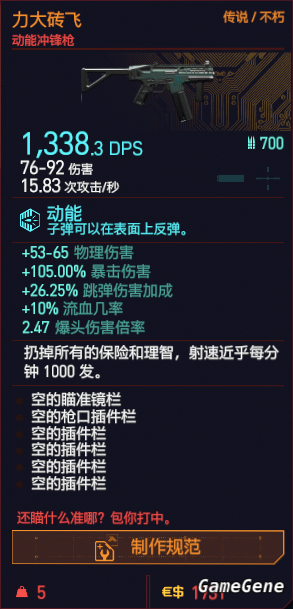 力大砖飞
传说 / 不朽
动能冲锋枪
1,338.3 DPS
700
76-92 伤害
15.83 次攻击/秒
动能
子弹可以在表面上反弹。
+53-65 物理伤害
+105.00% 暴击伤害
+26.25% 跳弹伤害加成
+10% 流血几率
2.47 爆头伤害倍率
扔掉所有的保险和理智，射速近乎每分
钟 1000 发。
空的瞄准镜栏
空的枪口插件栏
空的插件栏
空的插件栏
空的插件栏
空的插件栏
还瞄什么准哪？包你打中。
制作规范
5
€$
GameGene